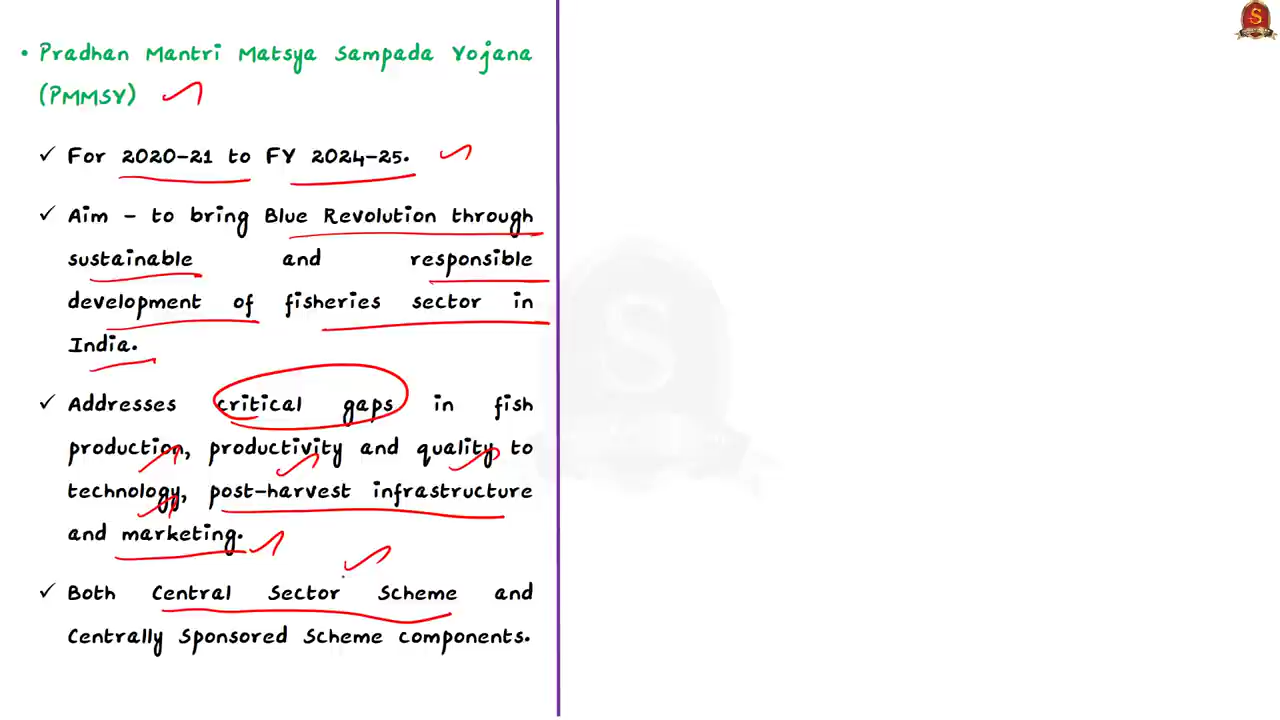 • Pradhan Mantri Matsya Sampada Yojana
(PMMSY)
✓ For 2020-21 to FY 2024-25.
✓ Aim - to bring Blue Revolution through
sustainable and responsible
development of fisheries sector in
India.
✓ Addresses critical gaps in fish
production, productivity and quality to
technology, post-harvest infrastructure
and marketing.
✓ Both Central Sector Scheme and
Centrally Sponsored Scheme components.
S
S